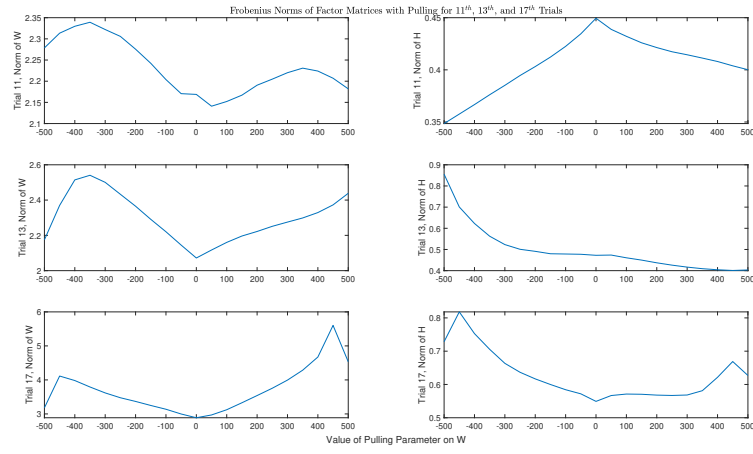 Frobenius Norms of Factor Matrices with Pulling for 11th, 13th, and 17th Trials
Trial 11, Norm of W
2.35
2.3
2.25
2.2
2.15
2.1
-500 -400 -300 -200 -100 0 100 200 300 400 500
Trial 11, Norm of H
0.45
0.4
0.35
-500 -400 -300 -200 -100 0 100 200 300 400 500
Trial 13, Norm of W
2.6
2.4
2.2
2
-500 -400 -300 -200 -100 0 100 200 300 400 500
Trial 13, Norm of H
0.9
0.8
0.7
0.6
0.5
0.4
-500 -400 -300 -200 -100 0 100 200 300 400 500
Trial 17, Norm of W
6
5
4
3
-500 -400 -300 -200 -100 0 100 200 300 400 500
Trial 17, Norm of H
0.8
0.7
0.6
0.5
-500 -400 -300 -200 -100 0 100 200 300 400 500
Value of Pulling Parameter on W